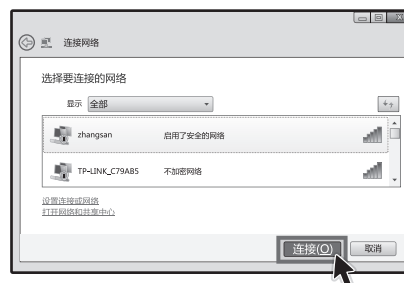 连接网络
选择要连接的网络
显示 全部
zhangsan 启用了安全的网络
TP-LINK_C79AB5 不加密网络
设置连接或网络
打开网络和共享中心
连接(O) 取消